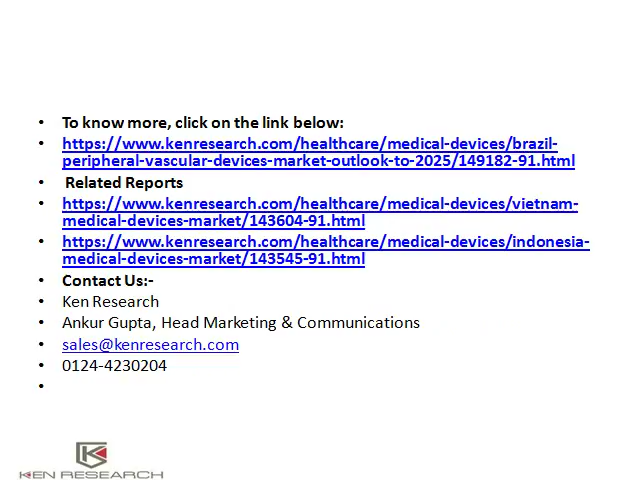 • To know more, click on the link below:
• https://www.kenresearch.com/healthcare/medical-devices/brazil-
peripheral-vascular-devices-market-outlook-to-2025/149182-91.html
• Related Reports
• https://www.kenresearch.com/healthcare/medical-devices/vietnam-
medical-devices-market/143604-91.html
• https://www.kenresearch.com/healthcare/medical-devices/indonesia-
medical-devices-market/143545-91.html
• Contact Us:-
• Ken Research
• Ankur Gupta, Head Marketing & Communications
• sales@kenresearch.com
• 0124-4230204
•
KEN RESEARCH